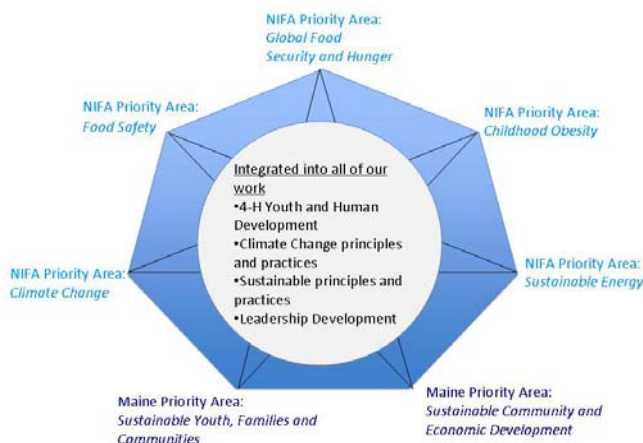 NIFA Priority Area:
Global Food
Security and Hunger
NIFA Priority Area:
Food Safety
NIFA Priority Area:
Childhood Obesity
Integrated into all of our
work
•4-H Youth and Human
Development
•Climate Change principles
and practices
•Sustainable principles and
practices
•Leadership Development
NIFA Priority Area:
Climate Change
NIFA Priority Area:
Sustainable Energy
Maine Priority Area:
Sustainable Youth, Families and
Communities
Maine Priority Area:
Sustainable Community and
Economic Development